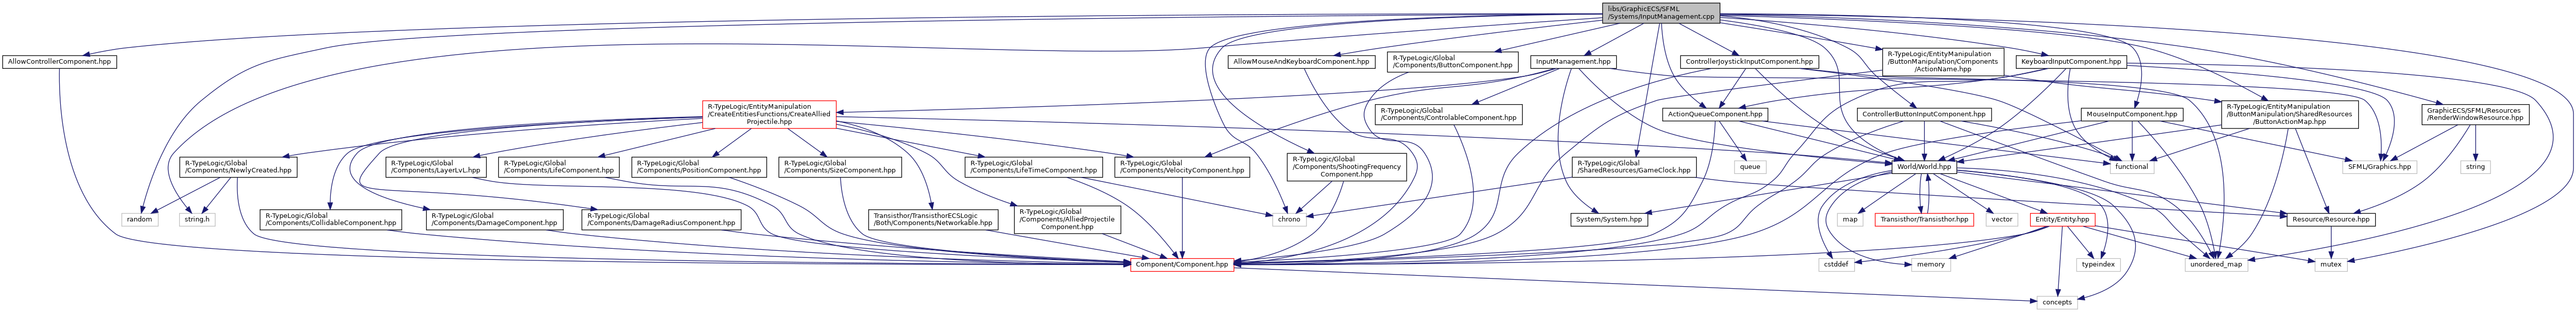 libs/GraphicECS/SFML
/Systems/InputManagement.cpp
AllowControllerComponent.hpp
AllowMouseAndKeyboardComponent.hpp
R-TypeLogic/Global
/Components/ButtonComponent.hpp
InputManagement.hpp
ControllerJoystickInputComponent.hpp
R-TypeLogic/EntityManipulation
/ButtonManipulation/Components
/ActionName.hpp
KeyboardInputComponent.hpp
R-TypeLogic/EntityManipulation
/CreateEntitiesFunctions/CreateAllied
Projectile.hpp
R-TypeLogic/Global
/Components/ControlableComponent.hpp
ActionQueueComponent.hpp
ControllerButtonInputComponent.hpp
MouseInputComponent.hpp
R-TypeLogic/EntityManipulation
/ButtonManipulation/SharedResources
/ButtonActionMap.hpp
GraphicECS/SFML/Resources
/RenderWindowResource.hpp
R-TypeLogic/Global
/Components/NewlyCreated.hpp
R-TypeLogic/Global
/Components/LayerLvL.hpp
R-TypeLogic/Global
/Components/LifeComponent.hpp
R-TypeLogic/Global
/Components/PositionComponent.hpp
R-TypeLogic/Global
/Components/SizeComponent.hpp
R-TypeLogic/Global
/Components/LifeTimeComponent.hpp
R-TypeLogic/Global
/Components/VelocityComponent.hpp
R-TypeLogic/Global
/Components/ShootingFrequency
Component.hpp
R-TypeLogic/Global
/SharedResources/GameClock.hpp
queue
World/World.hpp
functional
SFML/Graphics.hpp
string
random
string.h
R-TypeLogic/Global
/Components/CollidableComponent.hpp
R-TypeLogic/Global
/Components/DamageComponent.hpp
R-TypeLogic/Global
/Components/DamageRadiusComponent.hpp
Transisthor/TransisthorECSLogic
/Both/Components/Networkable.hpp
R-TypeLogic/Global
/Components/AlliedProjectile
Component.hpp
chrono
System/System.hpp
map
Transisthor/Transisthor.hpp
vector
Entity/Entity.hpp
Resource/Resource.hpp
Component/Component.hpp
cstddef
memory
typeindex
unordered_map
mutex
concepts